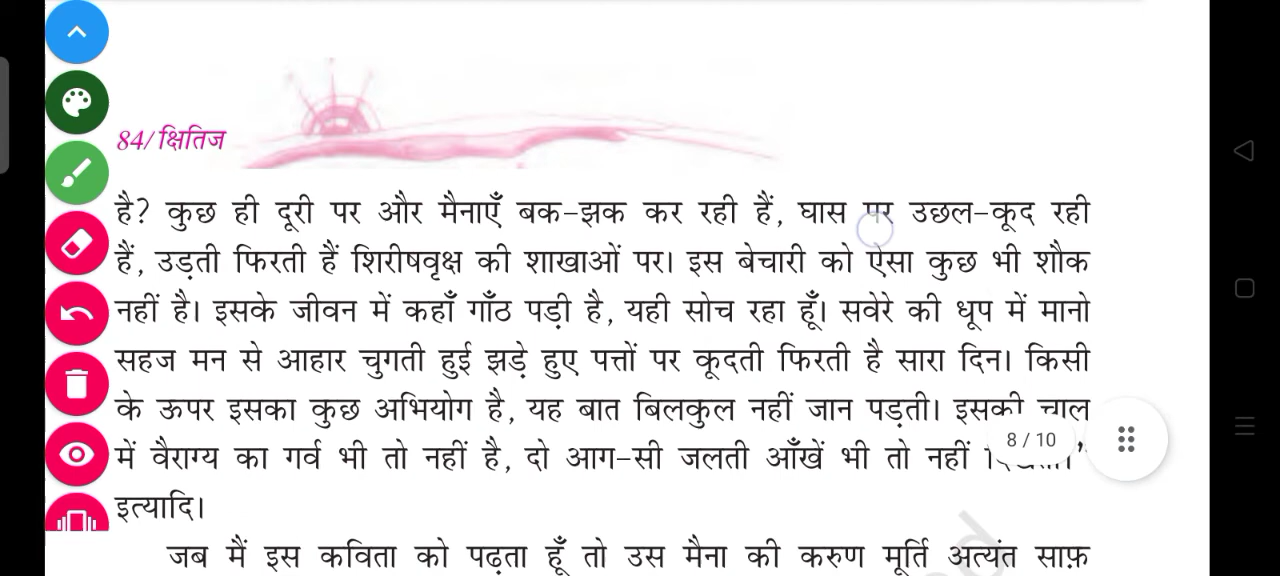 84/क्षितिज
है? कुछ ही दूरी पर और मैनाएँ बक-झक कर रही हैं, घास पर उछल-कूद रही
हैं, उड़ती फिरती हैं शिरीषवृक्ष की शाखाओं पर। इस बेचारी को ऐसा कुछ भी शौक
नहीं है। इसके जीवन में कहाँ गाँठ पड़ी है, यही सोच रहा हूँ। सवेरे की धूप में मानो
सहज मन से आहार चुगती हुई झड़े हुए पत्तों पर कूदती फिरती है सारा दिन। किसी
के ऊपर इसका कुछ अभियोग है, यह बात बिलकुल नहीं जान पड़ती। इसकी चाल
8 / 10
में वैराग्य का गर्व भी तो नहीं है, दो आग-सी जलती आँखें भी तो नहीं
इत्यादि।
जब मैं इस कविता को पढ़ता हूँ तो उस मैना की करुण मूर्ति अत्यंत साफ़